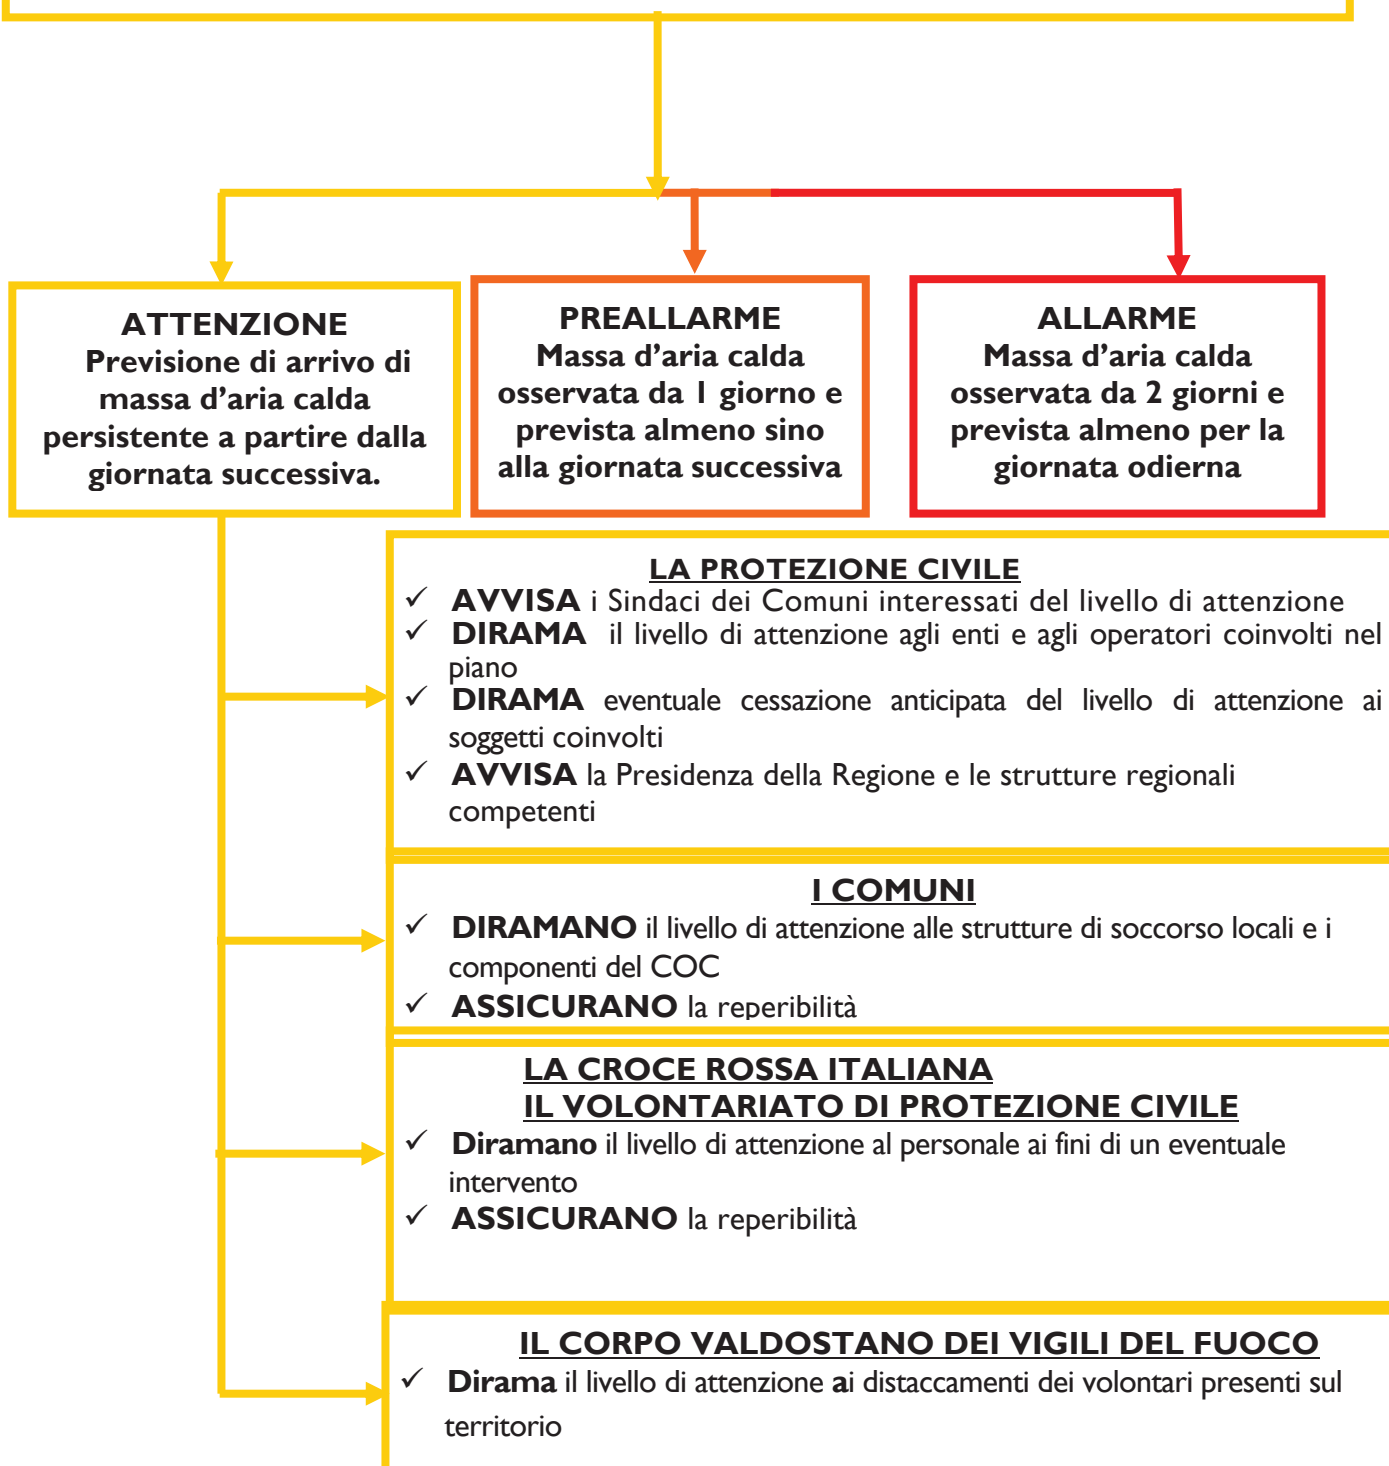 ATTENZIONE
Previsione di arrivo di
massa d’aria calda
persistente a partire dalla
giornata successiva.
PREALLARME
Massa d’aria calda
osservata da 1 giorno e
prevista almeno sino
alla giornata successiva
ALLARME
Massa d’aria calda
osservata da 2 giorni e
prevista almeno per la
giornata odierna
LA PROTEZIONE CIVILE
✓ AVVISA i Sindaci dei Comuni interessati del livello di attenzione
✓ DIRAMA il livello di attenzione agli enti e agli operatori coinvolti nel
piano
✓ DIRAMA eventuale cessazione anticipata del livello di attenzione ai
soggetti coinvolti
✓ AVVISA la Presidenza della Regione e le strutture regionali
competenti
I COMUNI
✓ DIRAMANO il livello di attenzione alle strutture di soccorso locali e i
componenti del COC
✓ ASSICURANO la reperibilità
LA CROCE ROSSA ITALIANA
IL VOLONTARIATO DI PROTEZIONE CIVILE
✓ Diramano il livello di attenzione al personale ai fini di un eventuale
intervento
✓ ASSICURANO la reperibilità
IL CORPO VALDOSTANO DEI VIGILI DEL FUOCO
✓ Dirama il livello di attenzione ai distaccamenti dei volontari presenti sul
territorio